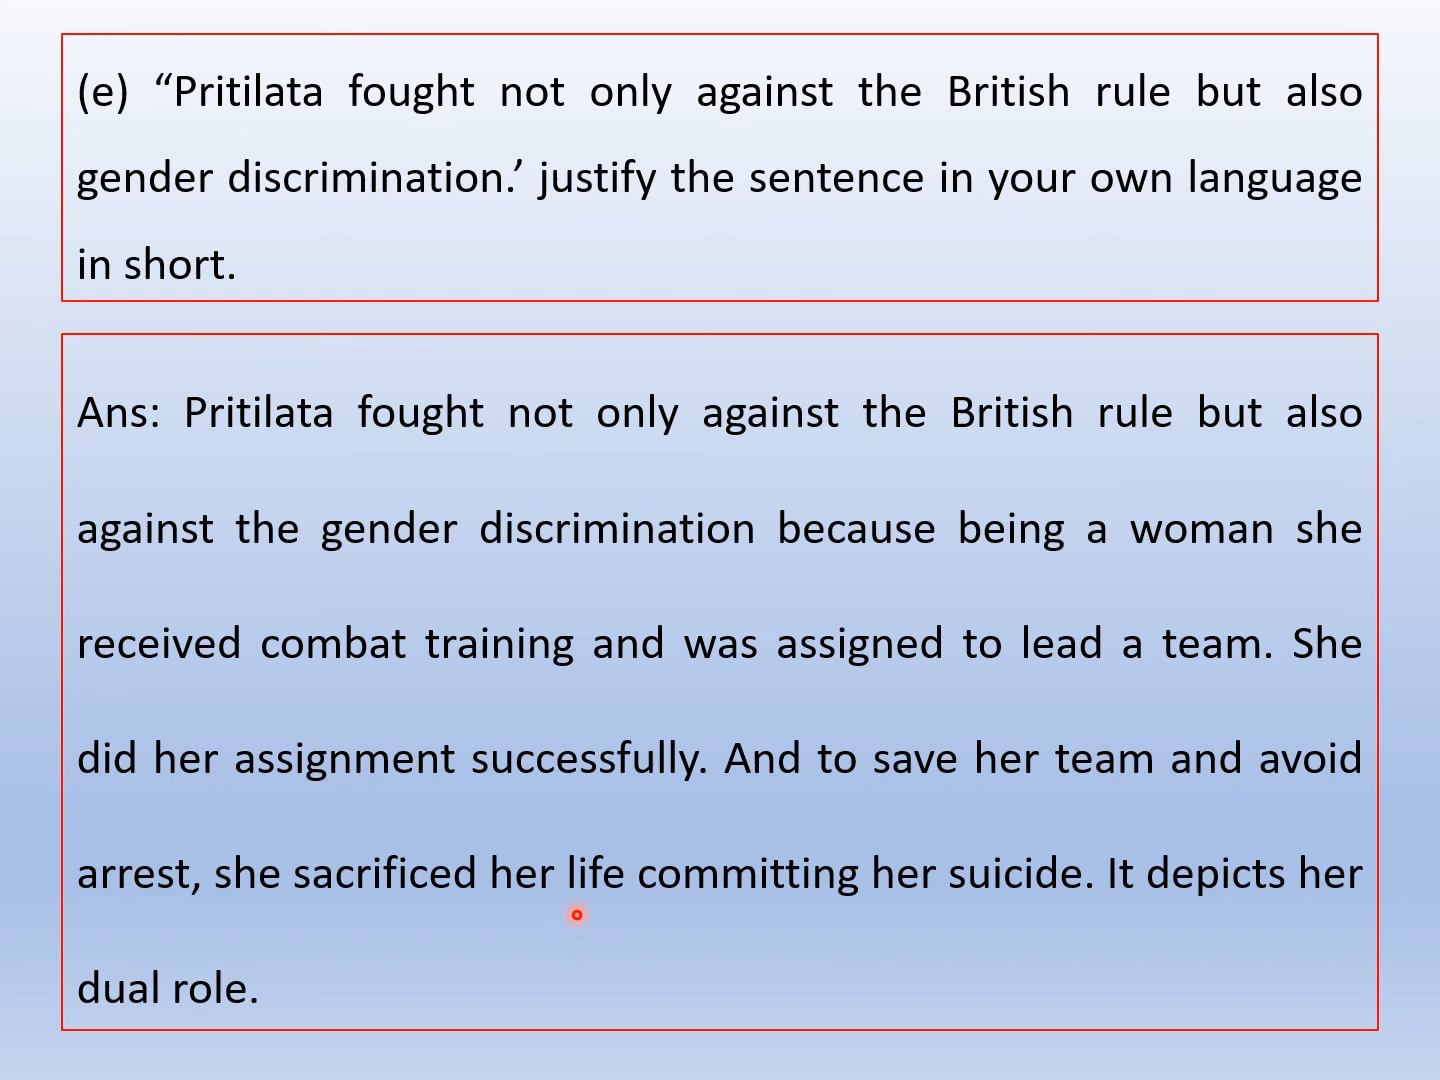 (e) “Pritilata fought not only against the British rule but also
gender discrimination.’ justify the sentence in your own language
in short.
Ans: Pritilata fought not only against the British rule but also
against the gender discrimination because being a woman she
received combat training and was assigned to lead a team. She
did her assignment successfully. And to save her team and avoid
arrest, she sacrificed her life committing her suicide. It depicts her
dual role.